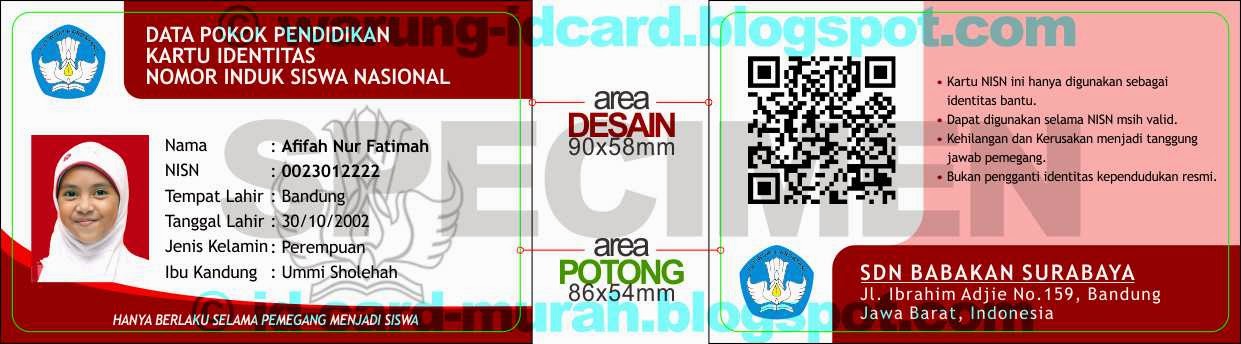 © warung-idcard.blogspot.com
DATA POKOK PENDIDIKAN
KARTU IDENTITAS
NOMOR INDUK SISWA NASIONAL
Nama : Afifah Nur Fatimah
NISN : 0023012222
Tempat Lahir : Bandung
Tanggal Lahir : 30/10/2002
Jenis Kelamin : Perempuan
Ibu Kandung : Ummi Sholehah
HANYA BERLAKU SELAMA PEMEGANG MENJADI SISWA
SPECIMEN
area
DESAIN
90x58mm
area
POTONG
86x54mm
• Kartu NISN ini hanya digunakan sebagai
identitas bantu.
• Dapat digunakan selama NISN msih valid.
• Kehilangan dan Kerusakan menjadi tanggung
jawab pemegang.
• Bukan pengganti identitas kependudukan resmi.
SDN BABAKAN SURABAYA
Jl. Ibrahim Adjie No.159, Bandung
Jawa Barat, Indonesia
© idcard-murah.blogspot.com